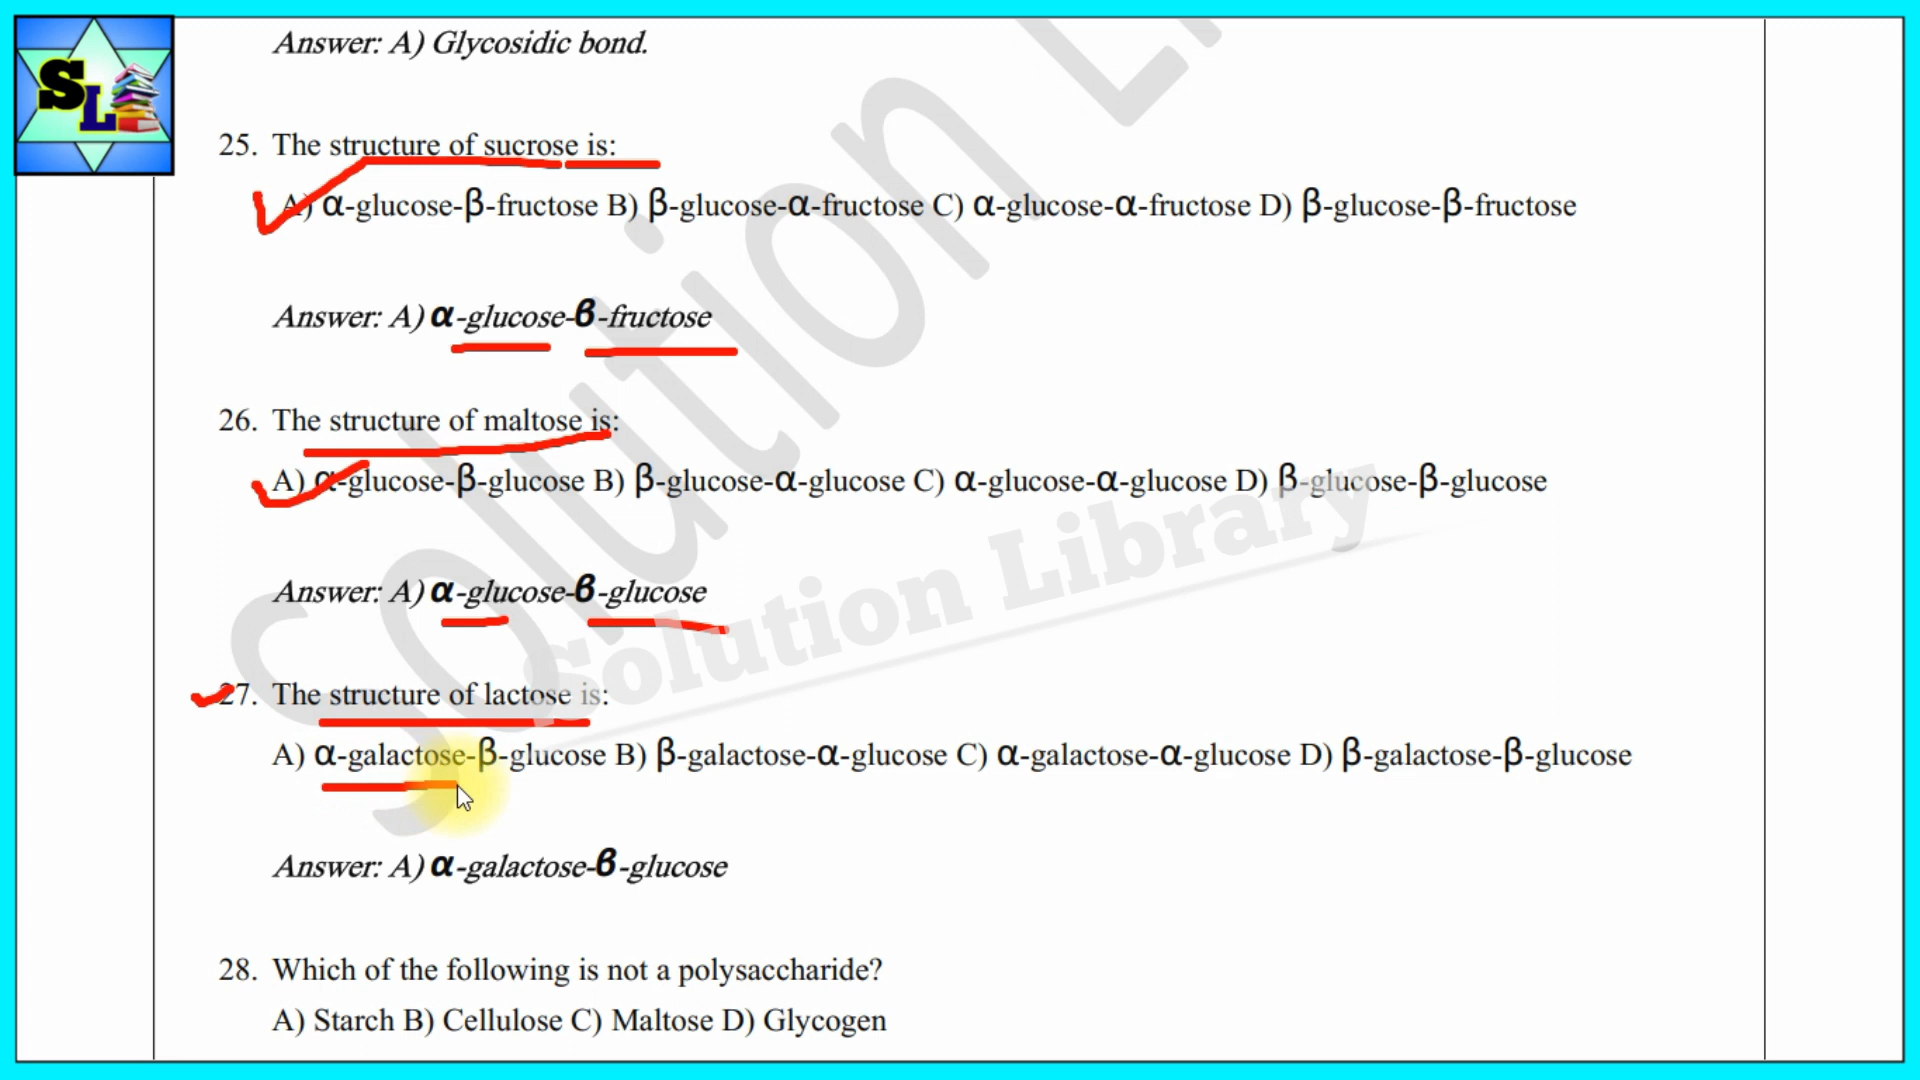 SL
Answer: A) Glycosidic bond.
25. The structure of sucrose is:
A) α-glucose-β-fructose B) β-glucose-α-fructose C) α-glucose-α-fructose D) β-glucose-β-fructose
Answer: A) α-glucose-β-fructose
26. The structure of maltose is:
A) α-glucose-β-glucose B) β-glucose-α-glucose C) α-glucose-α-glucose D) β-glucose-β-glucose
Answer: A) α-glucose-β-glucose
Solution Library
27. The structure of lactose is:
A) α-galactose-β-glucose B) β-galactose-α-glucose C) α-galactose-α-glucose D) β-galactose-β-glucose
Answer: A) α-galactose-β-glucose
28. Which of the following is not a polysaccharide?
A) Starch B) Cellulose C) Maltose D) Glycogen
Solution Li